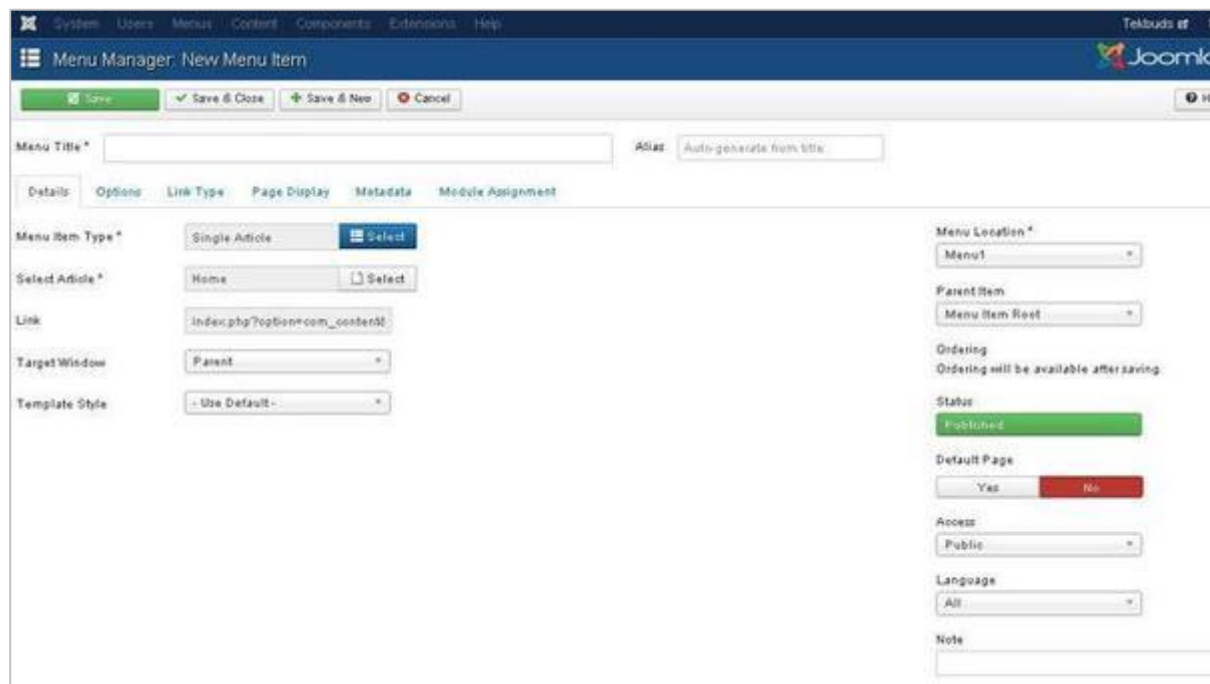 System Users Menus Content Components Extensions Help Tekbuds
Menu Manager: New Menu Item
Save Save & Close Save & New Cancel
Menu Title * Alias Auto-generate from title
Details Options Link Type Page Display Metadata Module Assignment
Menu Item Type * Single Article Select
Select Article * Home Select
Link index.php?option=com_content&
Target Window Parent
Template Style - Use Default -
Menu Location *
Menu1
Parent Item
Menu Item Root
Ordering
Ordering will be available after saving
Status
Published
Default Page
Yes No
Access
Public
Language
All
Note